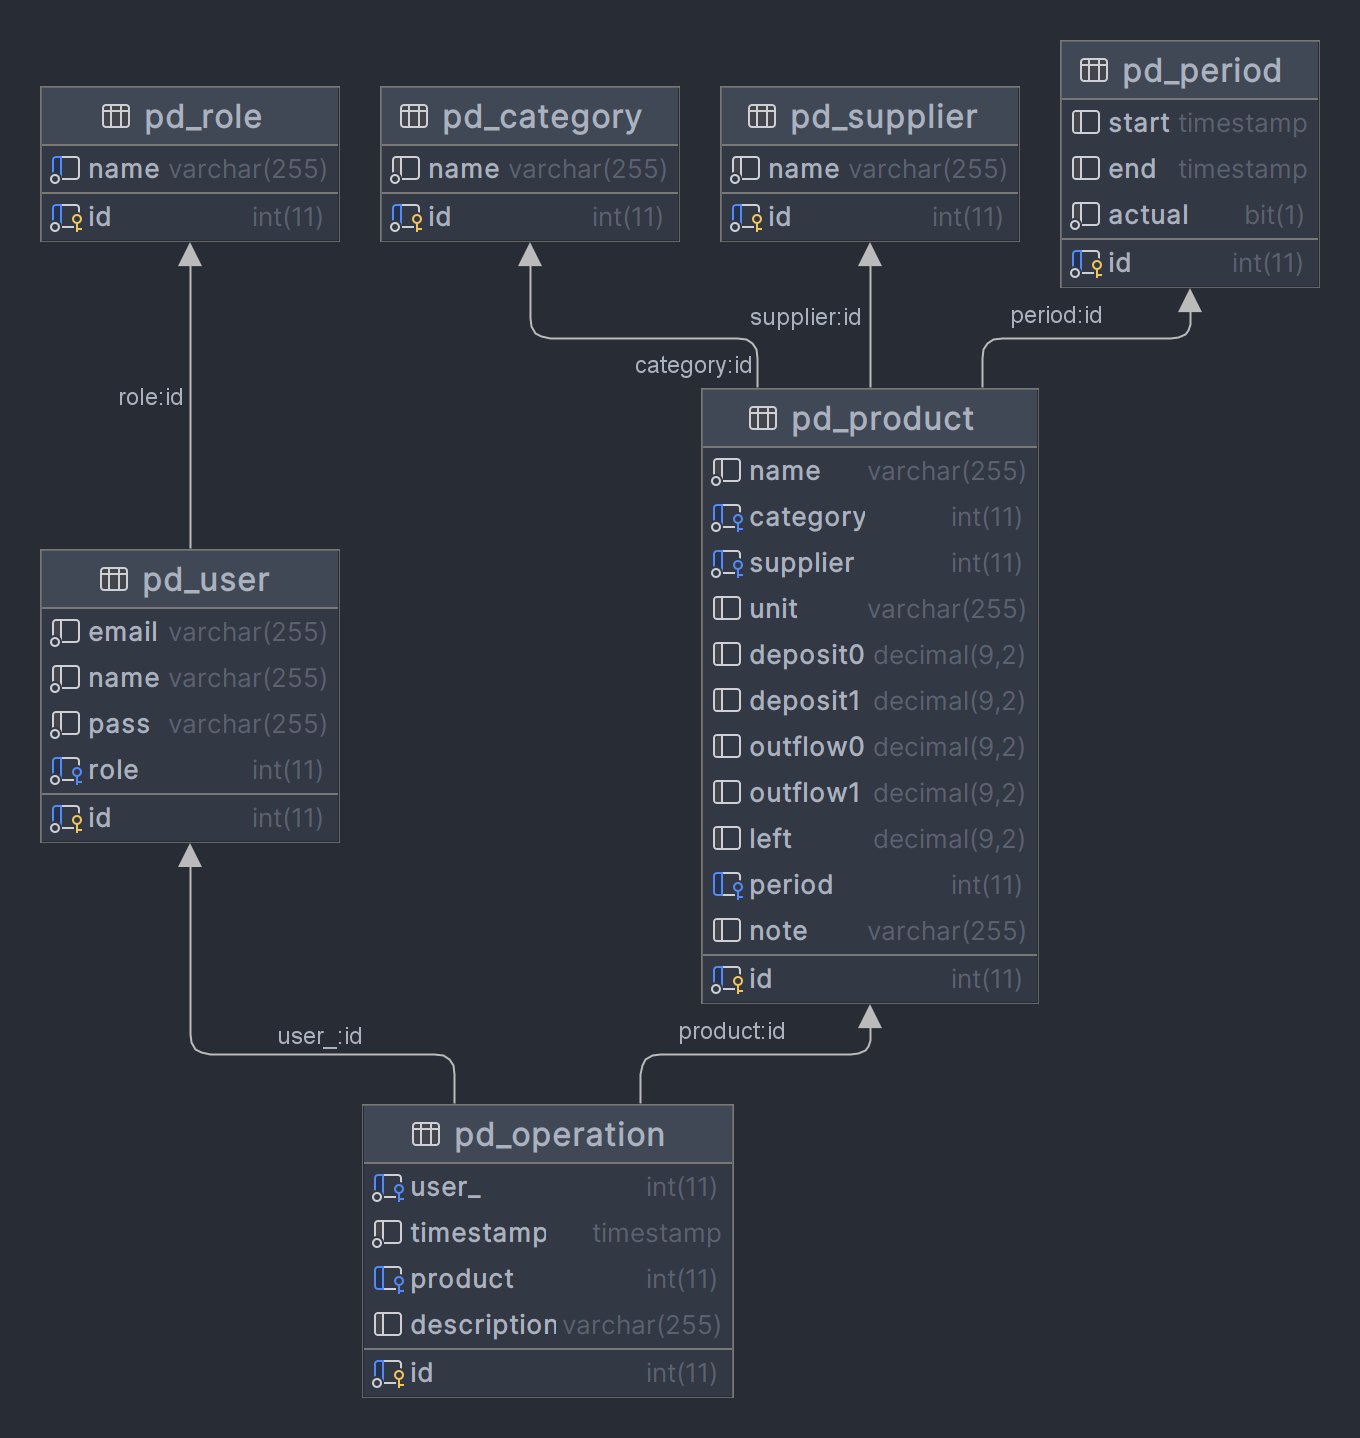 pd_role
name varchar(255)
id int(11)
pd_category
name varchar(255)
id int(11)
pd_supplier
name varchar(255)
id int(11)
pd_period
start timestamp
end timestamp
actual bit(1)
id int(11)
role:id
category:id
supplier:id
period:id
pd_user
email varchar(255)
name varchar(255)
pass varchar(255)
role int(11)
id int(11)
pd_product
name varchar(255)
category int(11)
supplier int(11)
unit varchar(255)
deposit0 decimal(9,2)
deposit1 decimal(9,2)
outflow0 decimal(9,2)
outflow1 decimal(9,2)
left decimal(9,2)
period int(11)
note varchar(255)
id int(11)
user_:id
product:id
pd_operation
user_ int(11)
timestamp timestamp
product int(11)
description varchar(255)
id int(11)